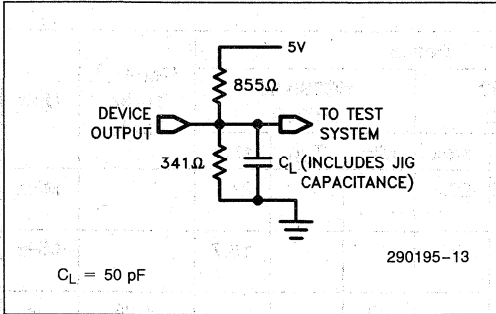 5V
855Ω
DEVICE
OUTPUT
TO TEST
SYSTEM
341Ω
CL (INCLUDES JIG
CAPACITANCE)
290195-13
CL = 50 pF